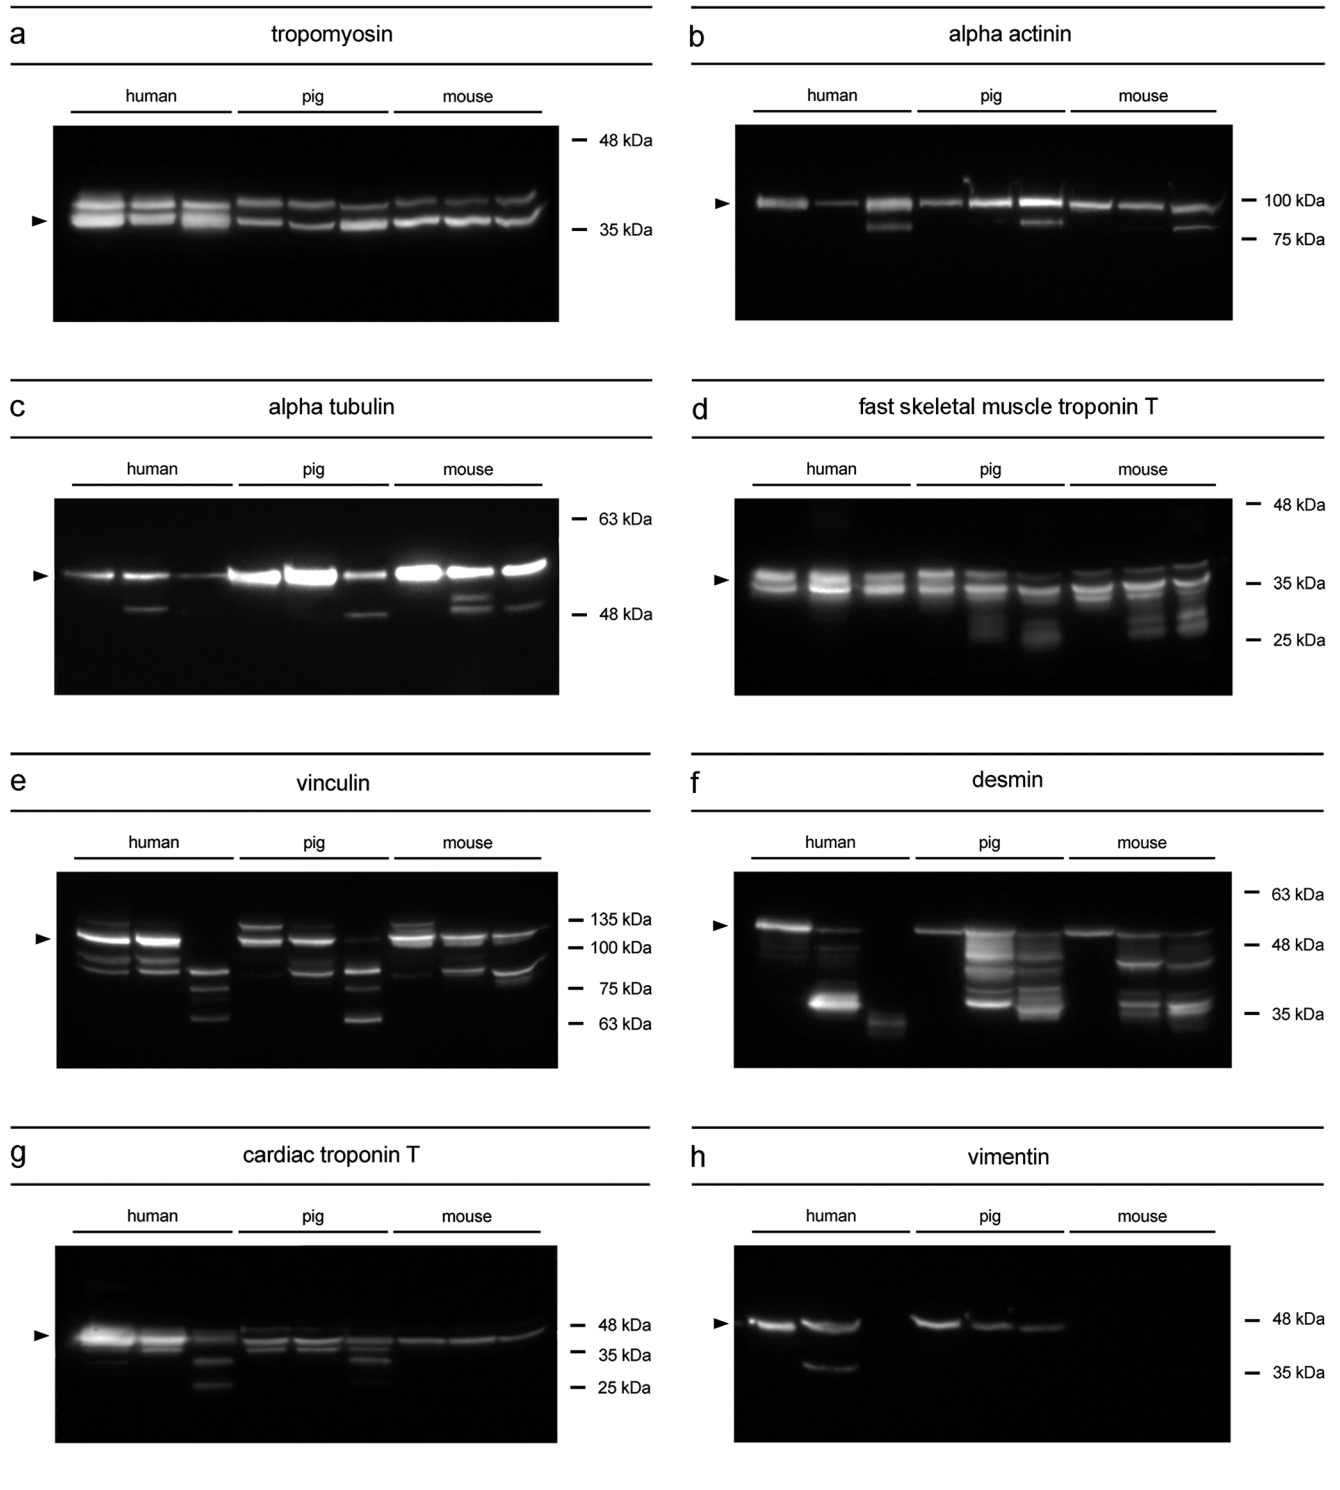 a
tropomyosin
human pig mouse
48 kDa
35 kDa
b
alpha actinin
human pig mouse
100 kDa
75 kDa
c
alpha tubulin
human pig mouse
63 kDa
48 kDa
d
fast skeletal muscle troponin T
human pig mouse
48 kDa
35 kDa
25 kDa
e
vinculin
human pig mouse
135 kDa
100 kDa
75 kDa
63 kDa
f
desmin
human pig mouse
63 kDa
48 kDa
35 kDa
g
cardiac troponin T
human pig mouse
48 kDa
35 kDa
25 kDa
h
vimentin
human pig mouse
48 kDa
35 kDa